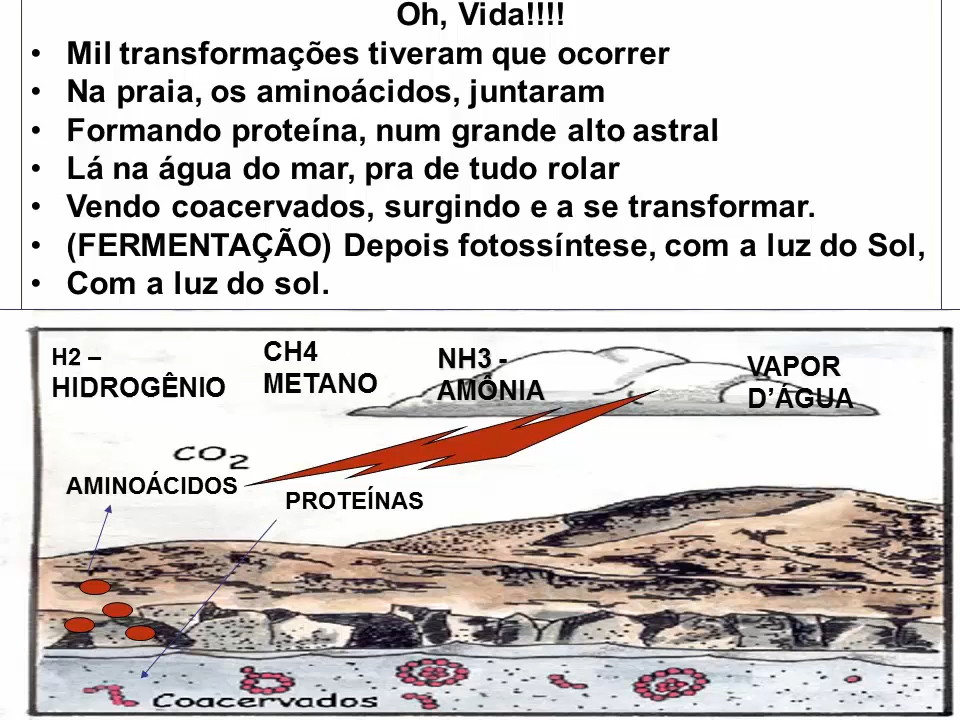 Oh, Vida!!!!
• Mil transformações tiveram que ocorrer
• Na praia, os aminoácidos, juntaram
• Formando proteína, num grande alto astral
• Lá na água do mar, pra de tudo rolar
• Vendo coacervados, surgindo e a se transformar.
• (FERMENTAÇÃO) Depois fotossíntese, com a luz do Sol,
• Com a luz do sol.
H2 –
HIDROGÊNIO
CH4
METANO
NH3 -
AMÔNIA
VAPOR
D’ÁGUA
CO2
AMINOÁCIDOS
PROTEÍNAS
Coacervados